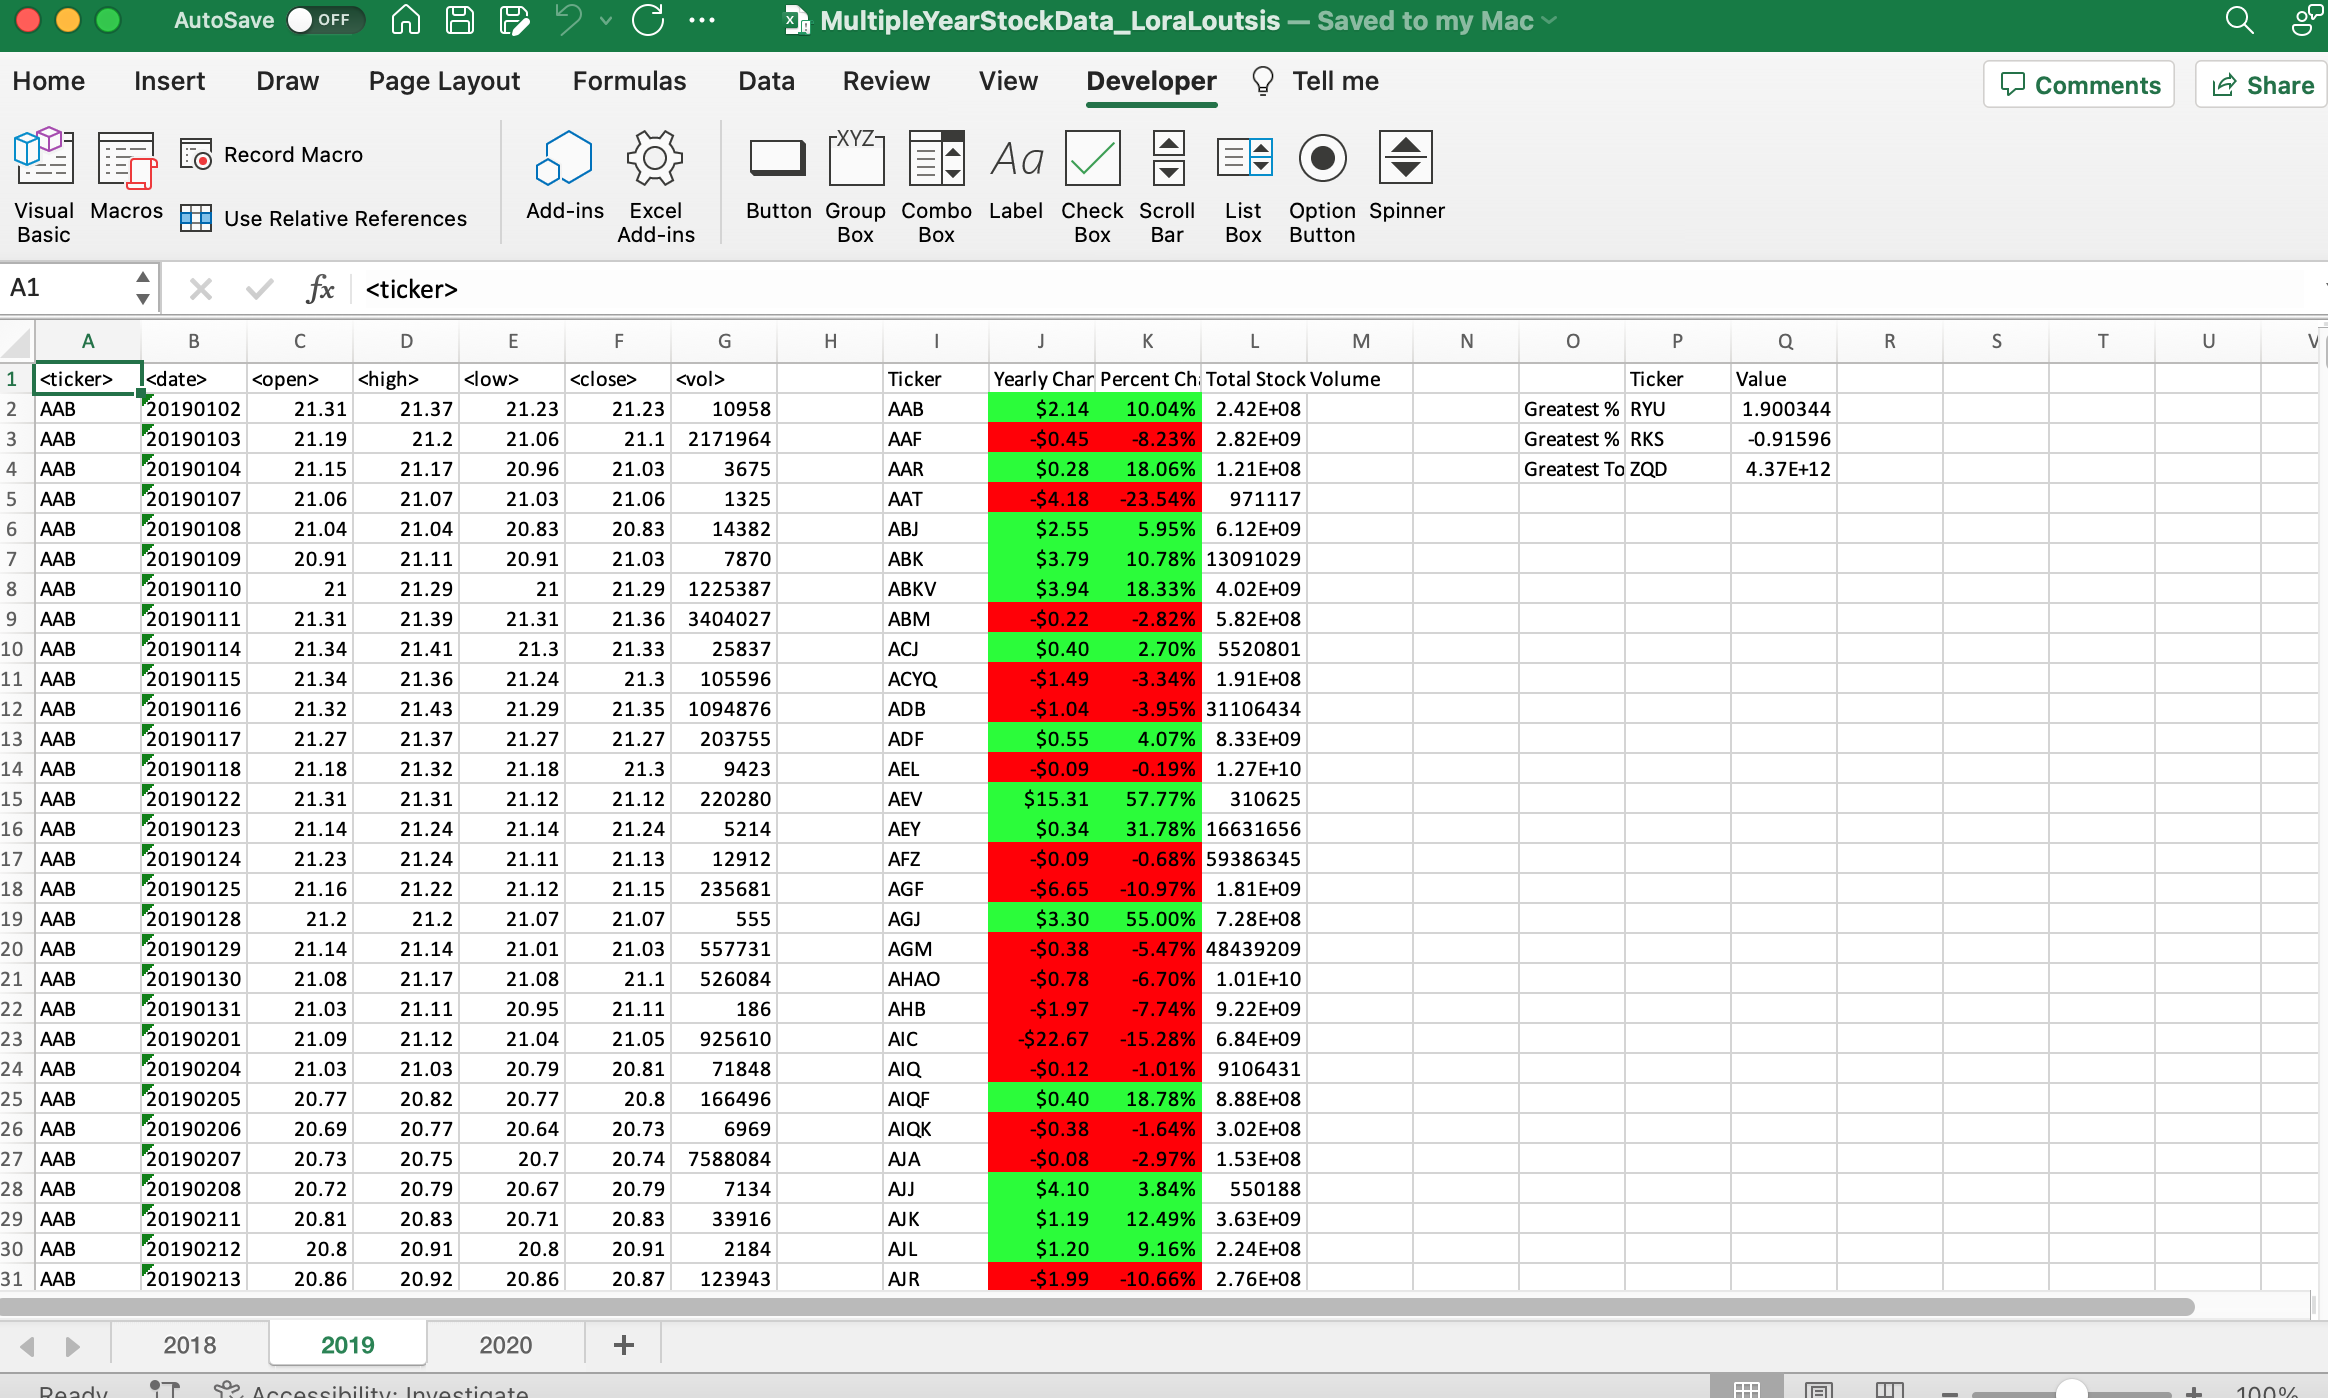 AutoSave OFF MultipleYearStockData_LoraLoutsis — Saved to my Mac
Home Insert Draw Page Layout Formulas Data Review View Developer Tell me Comments Share
Visual Basic Macros Record Macro Use Relative References Add-ins Excel Add-ins Button XYZ Group Box Combo Box Aa Label Check Box Scroll Bar List Box Option Button Spinner
A1 fx <ticker>
A B C D E F G H I J K L M N O P Q R S T U V
1 <ticker> <date> <open> <high> <low> <close> <vol> Ticker Yearly Char Percent Ch Total Stock Volume Ticker Value
2 AAB 20190102 21.31 21.37 21.23 21.23 10958 AAB $2.14 10.04% 2.42E+08 Greatest % RYU 1.900344
3 AAB 20190103 21.19 21.2 21.06 21.1 2171964 AAF -$0.45 -8.23% 2.82E+09 Greatest % RKS -0.91596
4 AAB 20190104 21.15 21.17 20.96 21.03 3675 AAR $0.28 18.06% 1.21E+08 Greatest To ZQD 4.37E+12
5 AAB 20190107 21.06 21.07 21.03 21.06 1325 AAT -$4.18 -23.54% 971117
6 AAB 20190108 21.04 21.04 20.83 20.83 14382 ABJ $2.55 5.95% 6.12E+09
7 AAB 20190109 20.91 21.11 20.91 21.03 7870 ABK $3.79 10.78% 13091029
8 AAB 20190110 21 21.29 21 21.29 1225387 ABKV $3.94 18.33% 4.02E+09
9 AAB 20190111 21.31 21.39 21.31 21.36 3404027 ABM -$0.22 -2.82% 5.82E+08
10 AAB 20190114 21.34 21.41 21.3 21.33 25837 ACJ $0.40 2.70% 5520801
11 AAB 20190115 21.34 21.36 21.24 21.3 105596 ACYQ -$1.49 -3.34% 1.91E+08
12 AAB 20190116 21.32 21.43 21.29 21.35 1094876 ADB -$1.04 -3.95% 31106434
13 AAB 20190117 21.27 21.37 21.27 21.27 203755 ADF $0.55 4.07% 8.33E+09
14 AAB 20190118 21.18 21.32 21.18 21.3 9423 AEL -$0.09 -0.19% 1.27E+10
15 AAB 20190122 21.31 21.31 21.12 21.12 220280 AEV $15.31 57.77% 310625
16 AAB 20190123 21.14 21.24 21.14 21.24 5214 AEY $0.34 31.78% 16631656
17 AAB 20190124 21.23 21.24 21.11 21.13 12912 AFZ -$0.09 -0.68% 59386345
18 AAB 20190125 21.16 21.22 21.12 21.15 235681 AGF -$6.65 -10.97% 1.81E+09
19 AAB 20190128 21.2 21.2 21.07 21.07 555 AGJ $3.30 55.00% 7.28E+08
20 AAB 20190129 21.14 21.14 21.01 21.03 557731 AGM -$0.38 -5.47% 48439209
21 AAB 20190130 21.08 21.17 21.08 21.1 526084 AHAO -$0.78 -6.70% 1.01E+10
22 AAB 20190131 21.03 21.11 20.95 21.11 186 AHB -$1.97 -7.74% 9.22E+09
23 AAB 20190201 21.09 21.12 21.04 21.05 925610 AIC -$22.67 -15.28% 6.84E+09
24 AAB 20190204 21.03 21.03 20.79 20.81 71848 AIQ -$0.12 -1.01% 9106431
25 AAB 20190205 20.77 20.82 20.77 20.8 166496 AIQF $0.40 18.78% 8.88E+08
26 AAB 20190206 20.69 20.77 20.64 20.73 6969 AIQK -$0.38 -1.64% 3.02E+08
27 AAB 20190207 20.73 20.75 20.7 20.74 7588084 AJA -$0.08 -2.97% 1.53E+08
28 AAB 20190208 20.72 20.79 20.67 20.79 7134 AJJ $4.10 3.84% 550188
29 AAB 20190211 20.81 20.83 20.71 20.83 33916 AJK $1.19 12.49% 3.63E+09
30 AAB 20190212 20.8 20.91 20.8 20.91 2184 AJL $1.20 9.16% 2.24E+08
31 AAB 20190213 20.86 20.92 20.86 20.87 123943 AJR -$1.99 -10.66% 2.76E+08
2018 2019 2020 +
Ready Accessibility: Investigate 100%